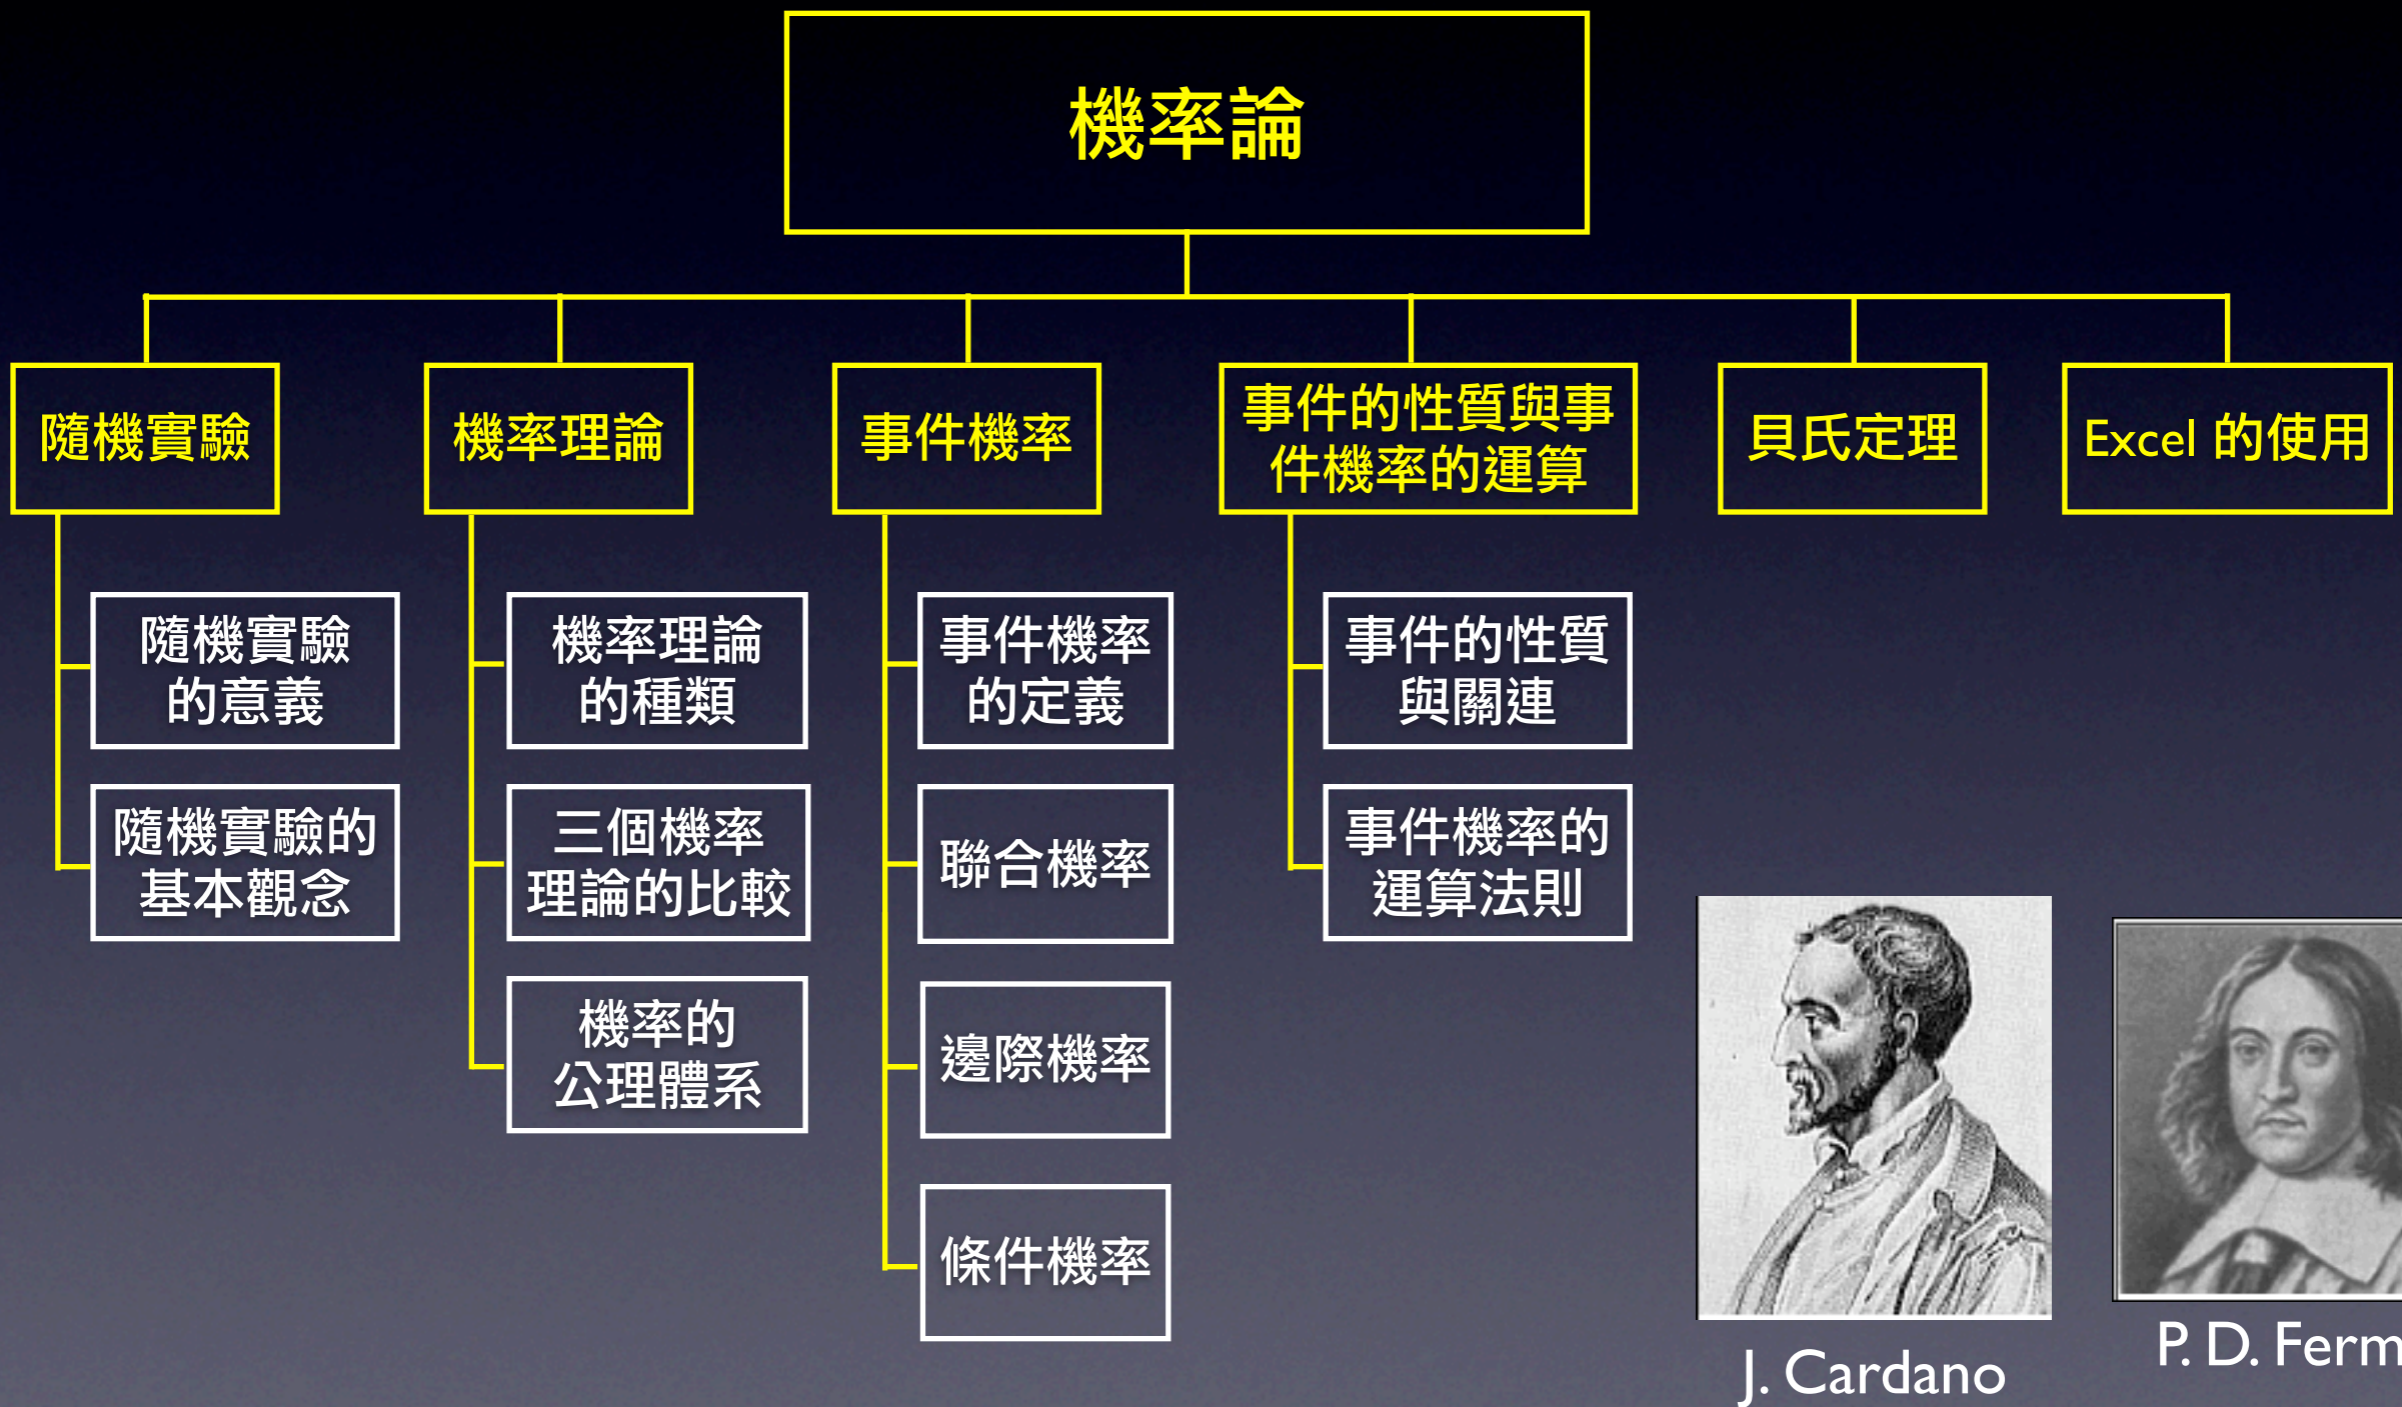 機率論
隨機實驗
機率理論
事件機率
事件的性質與事
件機率的運算
貝氏定理
Excel 的使用
隨機實驗
的意義
隨機實驗的
基本觀念
機率理論
的種類
三個機率
理論的比較
機率的
公理體系
事件機率
的定義
聯合機率
邊際機率
條件機率
事件的性質
與關連
事件機率的
運算法則
J. Cardano
P. D. Ferm